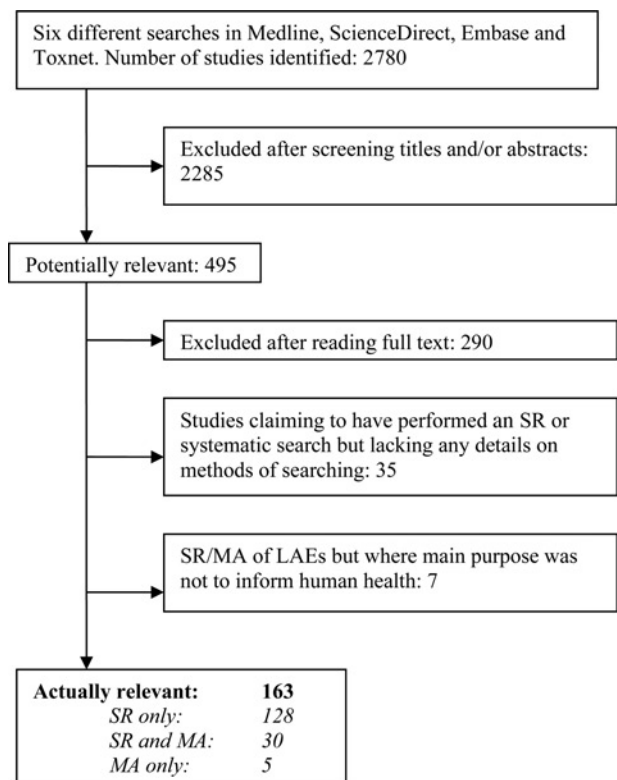 Six different searches in Medline, ScienceDirect, Embase and
Toxnet. Number of studies identified: 2780
Excluded after screening titles and/or abstracts:
2285
Potentially relevant: 495
Excluded after reading full text: 290
Studies claiming to have performed an SR or
systematic search but lacking any details on
methods of searching: 35
SR/MA of LAEs but where main purpose was
not to inform human health: 7
Actually relevant: 163
SR only: 128
SR and MA: 30
MA only: 5